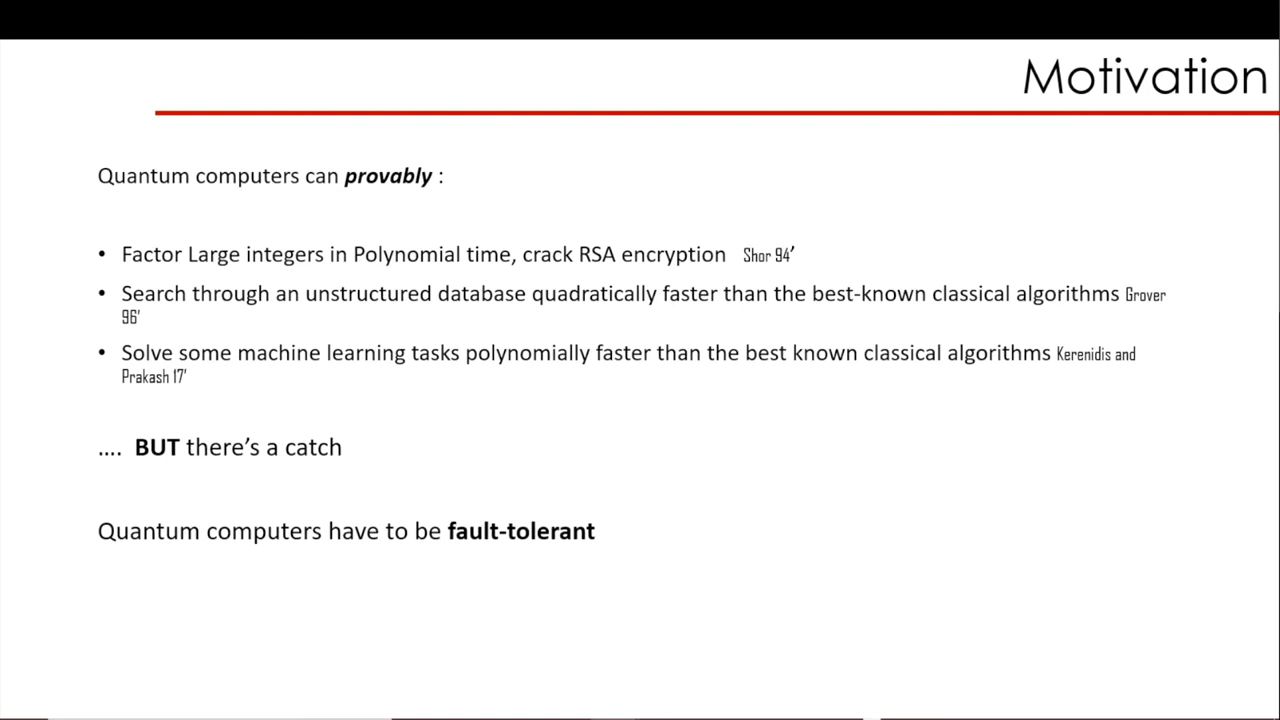 Motivation
Quantum computers can provably :
• Factor Large integers in Polynomial time, crack RSA encryption Shor 94’
• Search through an unstructured database quadratically faster than the best-known classical algorithms Grover
96’
• Solve some machine learning tasks polynomially faster than the best known classical algorithms Kerenidis and
Prakash 17’
.... BUT there’s a catch
Quantum computers have to be fault-tolerant